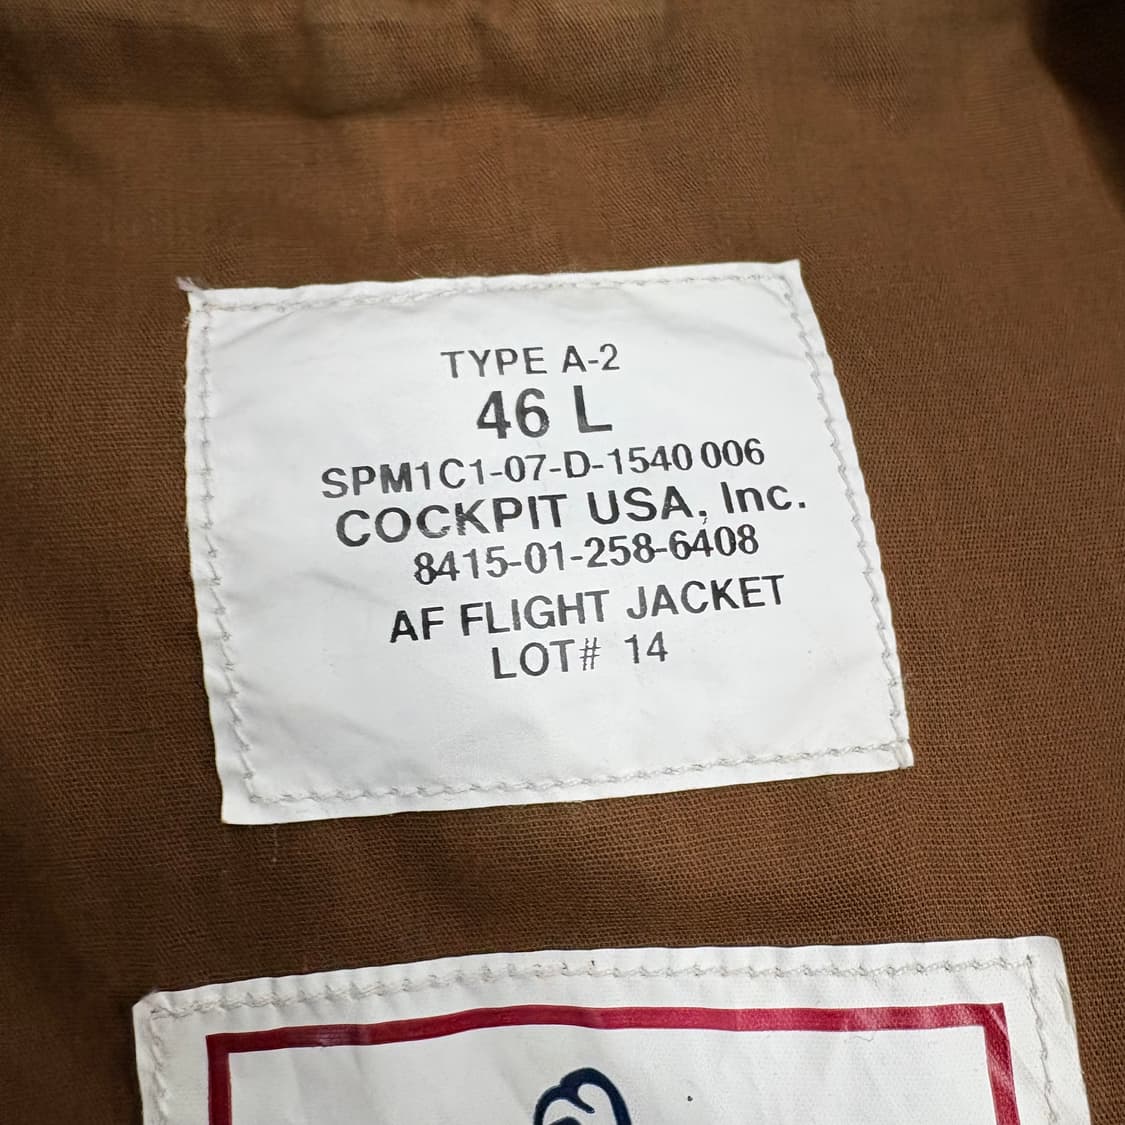 TYPE A-2
46 L
SPM1C1-07-D-1540 006
COCKPIT USA, Inc.
8415-01-258-6408
AF FLIGHT JACKET
LOT# 14